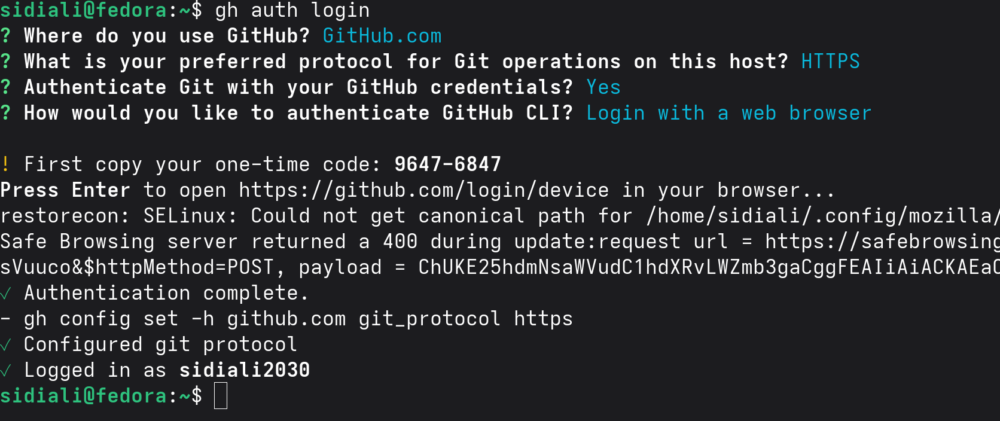 sidiali@fedora:~$ gh auth login
? Where do you use GitHub? GitHub.com
? What is your preferred protocol for Git operations on this host? HTTPS
? Authenticate Git with your GitHub credentials? Yes
? How would you like to authenticate GitHub CLI? Login with a web browser
! First copy your one-time code: 9647-6847
Press Enter to open https://github.com/login/device in your browser...
restorecon: SELinux: Could not get canonical path for /home/sidiali/.config/mozilla/
Safe Browsing server returned a 400 during update:request url = https://safebrowsing
sVuuco&$httpMethod=POST, payload = ChUKE25hdmNsaWVudC1hdXRvLWZmb3gaCggFEAIiAiACKAEaC
✓ Authentication complete.
- gh config set -h github.com git_protocol https
✓ Configured git protocol
✓ Logged in as sidiali2030
sidiali@fedora:~$